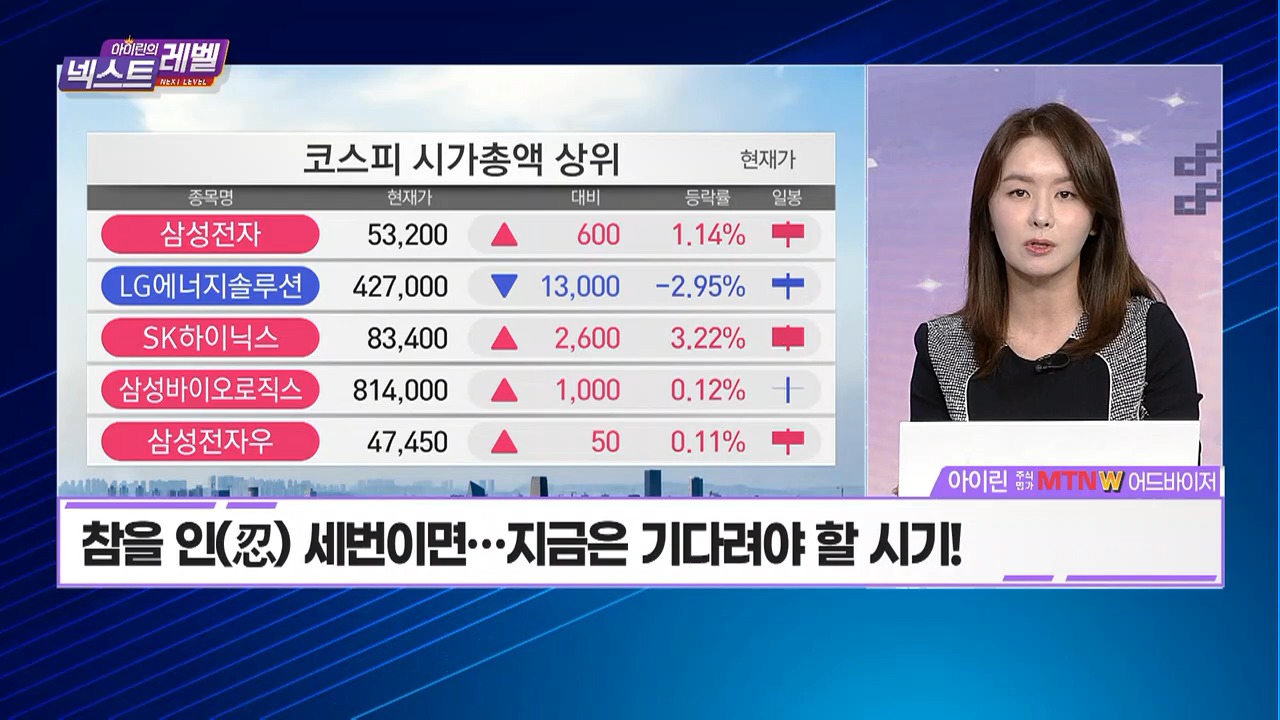 아이린의
넥스트 레벨
NEXT LEVEL
코스피 시가총액 상위 현재가
종목명 현재가 대비 등락률 일봉
삼성전자 53,200 ▲ 600 1.14%
LG에너지솔루션 427,000 ▼ 13,000 -2.95%
SK하이닉스 83,400 ▲ 2,600 3.22%
삼성바이오로직스 814,000 ▲ 1,000 0.12%
삼성전자우 47,450 ▲ 50 0.11%
아이린 주식명가 MTNW 어드바이저
참을 인(忍) 세번이면…지금은 기다려야 할 시기!